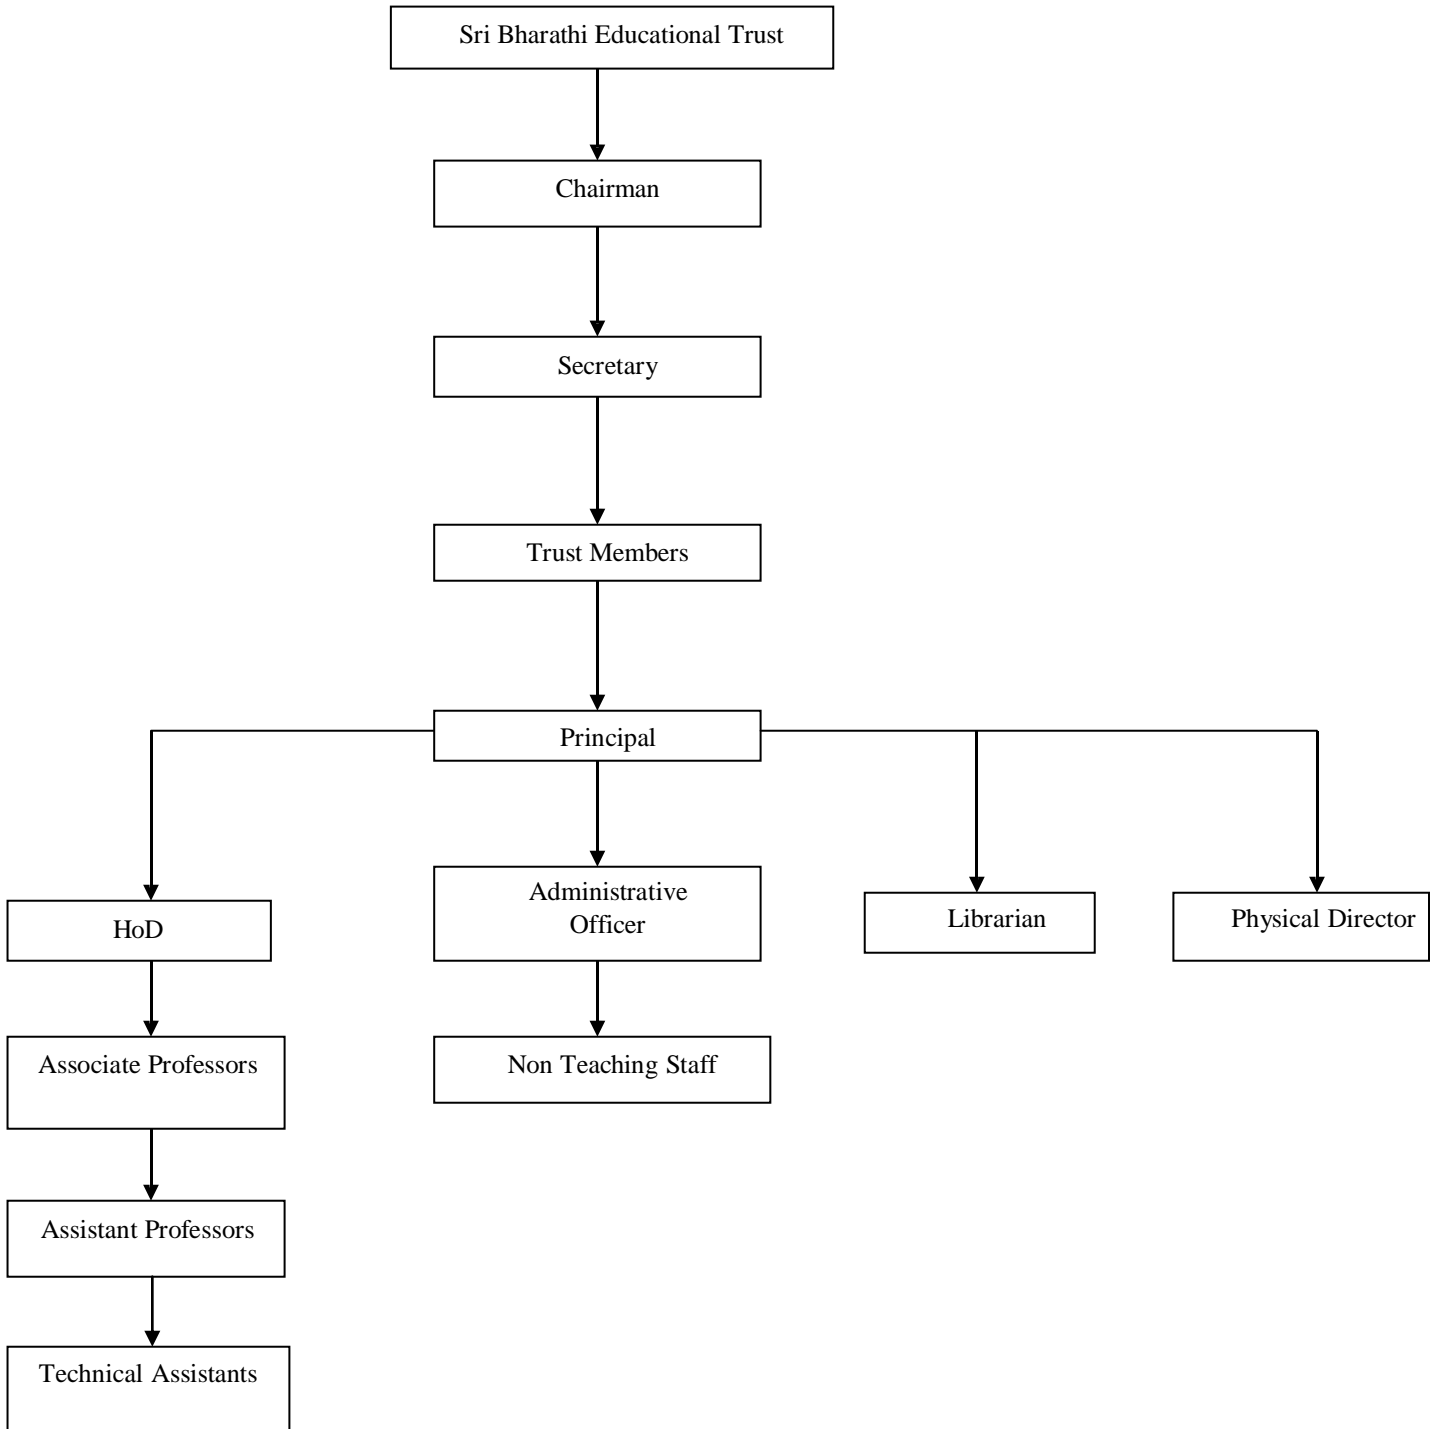 Sri Bharathi Educational Trust
Chairman
Secretary
Trust Members
Principal
HoD
Administrative
Officer
Librarian
Physical Director
Associate Professors
Non Teaching Staff
Assistant Professors
Technical Assistants